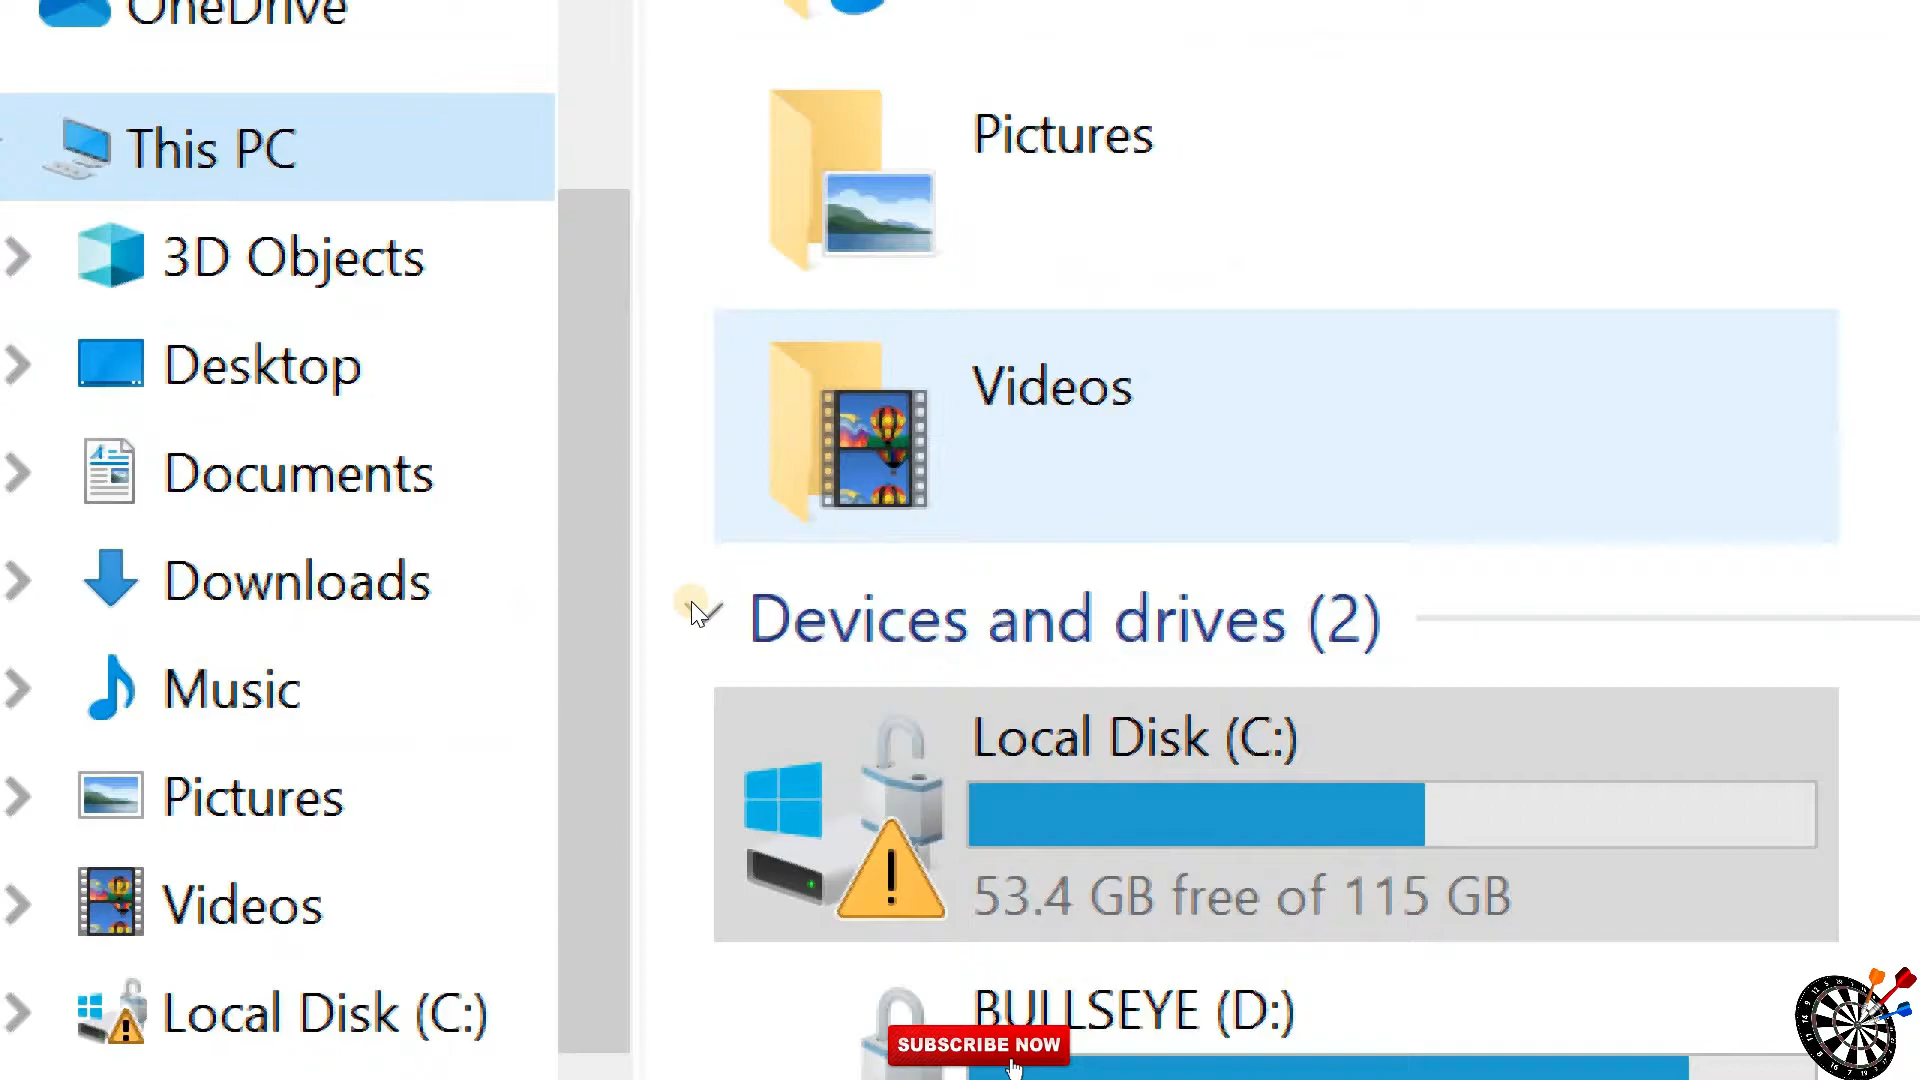 OneDrive
This PC
3D Objects
Desktop
Documents
Downloads
Music
Pictures
Videos
Local Disk (C:)
Pictures
Videos
Devices and drives (2)
Local Disk (C:)
53.4 GB free of 115 GB
BULLSEYE (D:)
SUBSCRIBE NOW